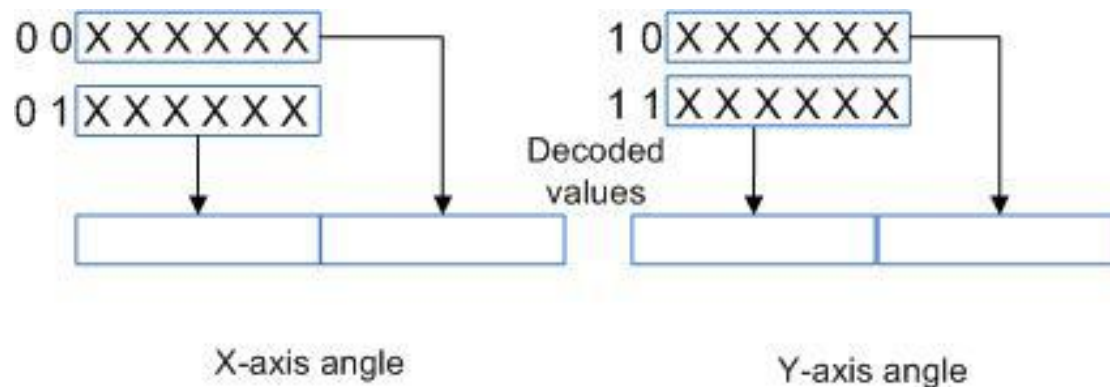 0 0 X X X X X X
0 1 X X X X X X
1 0 X X X X X X
1 1 X X X X X X
Decoded
values
X-axis angle
Y-axis angle